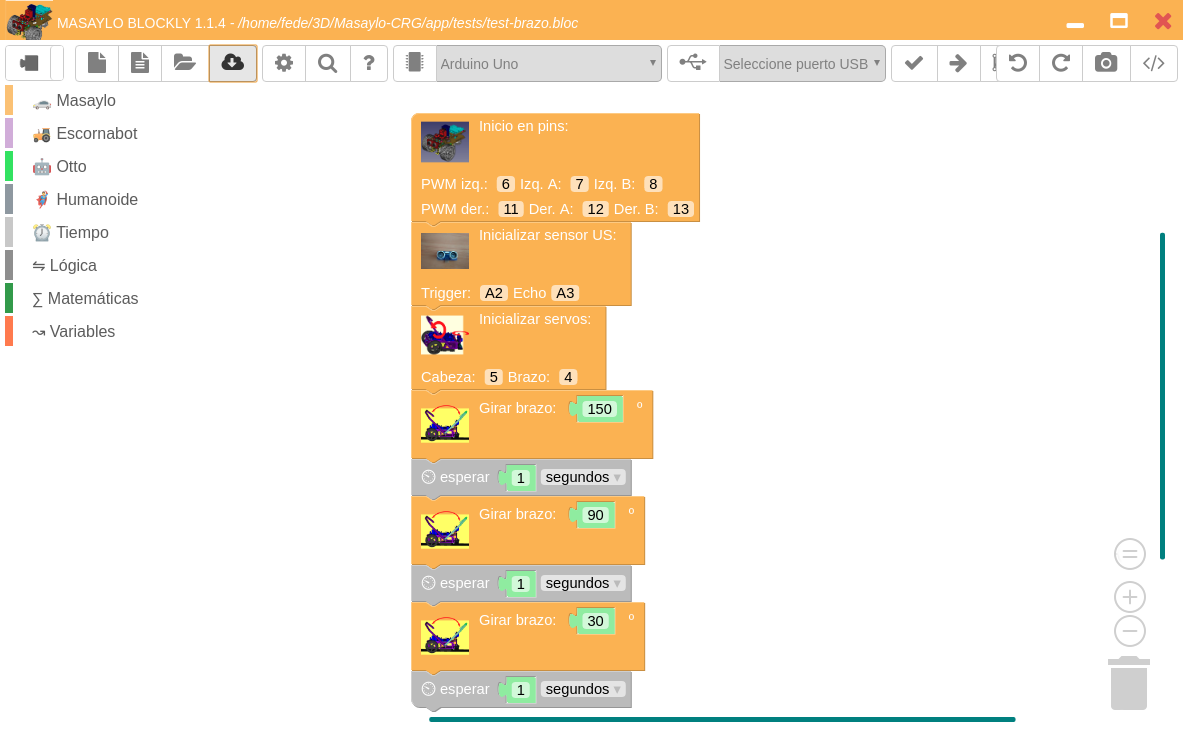 MASAYLO BLOCKLY 1.1.4 - /home/fede/3D/Masaylo-CRG/app/tests/test-brazo.bloc
? Arduino Uno Seleccione puerto USB </>
Masaylo
Escornabot
Otto
Humanoide
Tiempo
⇋ Lógica
∑ Matemáticas
↝ Variables
Inicio en pins:
PWM izq.: 6 Izq. A: 7 Izq. B: 8
PWM der.: 11 Der. A: 12 Der. B: 13
Inicializar sensor US:
Trigger: A2 Echo A3
Inicializar servos:
Cabeza: 5 Brazo: 4
Girar brazo: 150 º
esperar 1 segundos
Girar brazo: 90 º
esperar 1 segundos
Girar brazo: 30 º
esperar 1 segundos